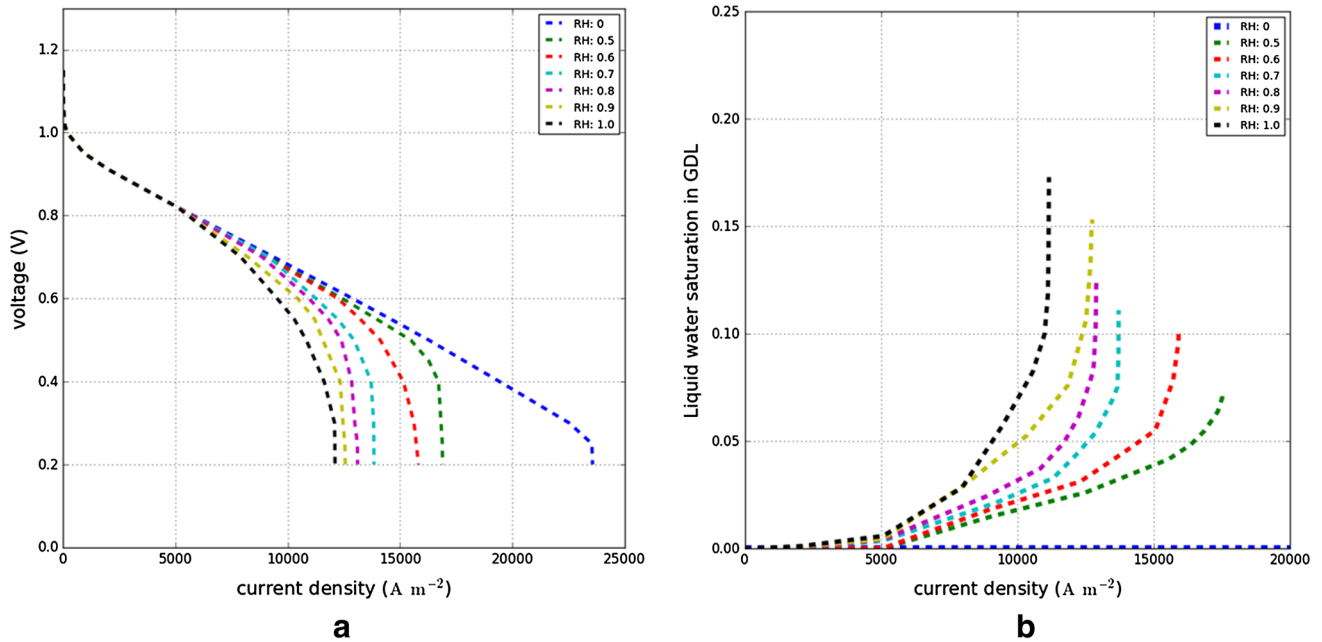 1.2
1.0
0.8
0.6
0.4
0.2
0.0
voltage (V)
0
5000
10000
15000
20000
25000
current density (A m⁻²)
RH: 0
RH: 0.5
RH: 0.6
RH: 0.7
RH: 0.8
RH: 0.9
RH: 1.0
a
0.25
0.20
0.15
0.10
0.05
0.00
Liquid water saturation in GDL
0
5000
10000
15000
20000
current density (A m⁻²)
RH: 0
RH: 0.5
RH: 0.6
RH: 0.7
RH: 0.8
RH: 0.9
RH: 1.0
b